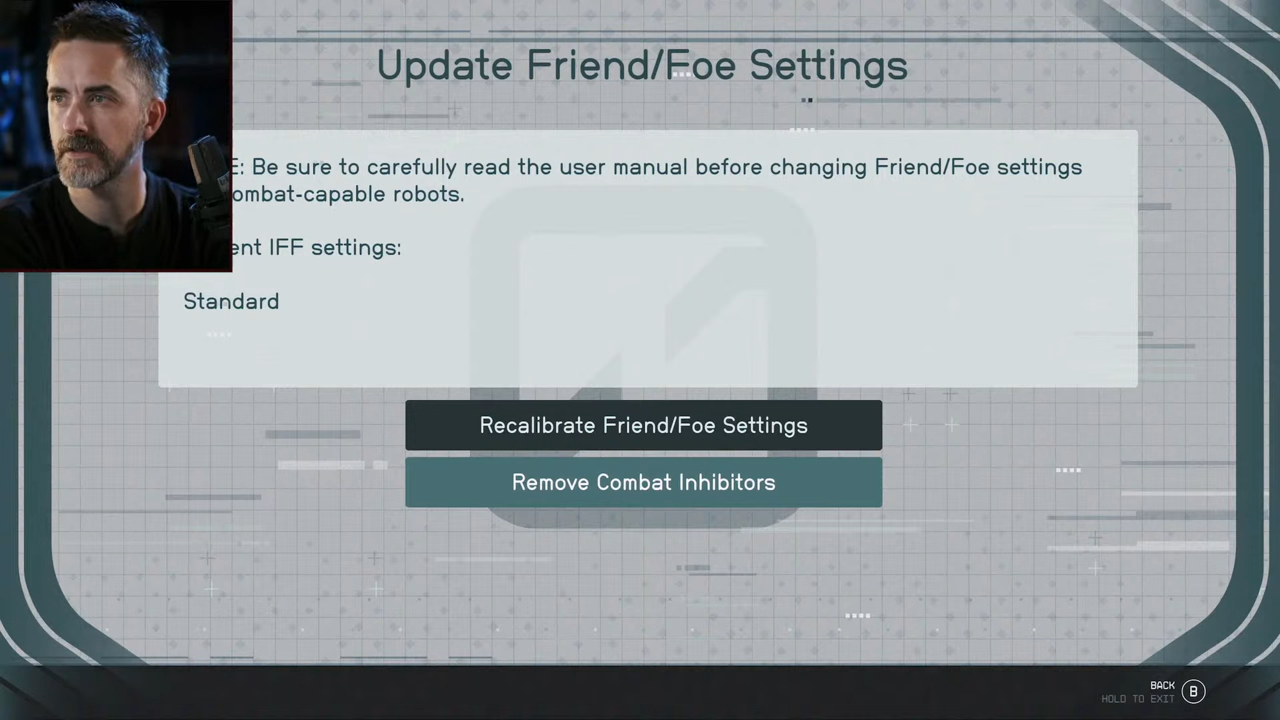 Update Friend/Foe Settings
E: Be sure to carefully read the user manual before changing Friend/Foe settings
ombat-capable robots.
ent IFF settings:
Standard
Recalibrate Friend/Foe Settings
Remove Combat Inhibitors
BACK
HOLD TO EXIT
B